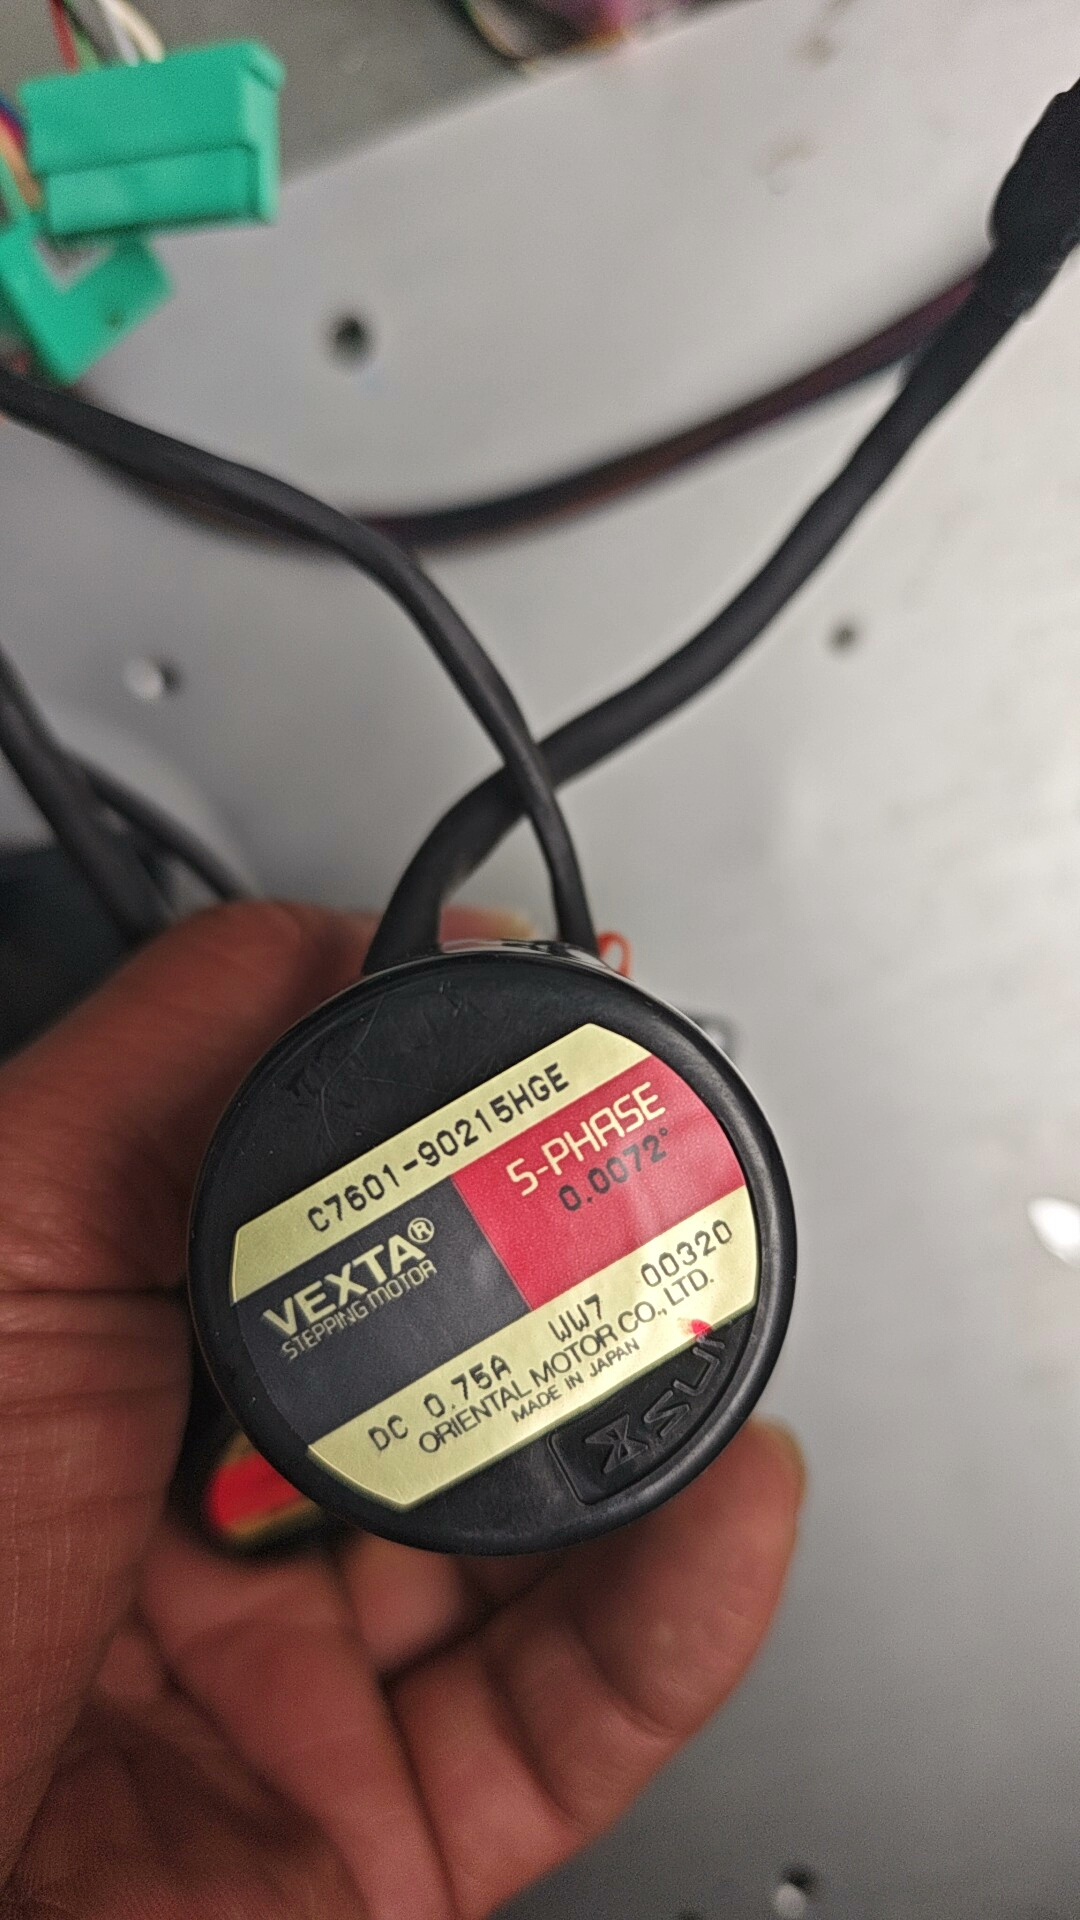 C7601-90215HGE
VEXTA®
STEPPING MOTOR
5-PHASE
0.0072°
DC 0.75A WW7 00320
ORIENTAL MOTOR CO., LTD.
MADE IN JAPAN